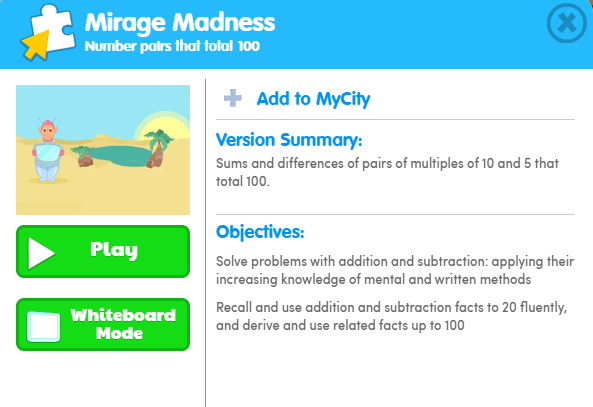 Mirage Madness
Number pairs that total 100
Add to MyCity
Version Summary:
Sums and differences of pairs of multiples of 10 and 5 that
total 100.
Play
Objectives:
Solve problems with addition and subtraction: applying their
increasing knowledge of mental and written methods
Whiteboard
Mode
Recall and use addition and subtraction facts to 20 fluently,
and derive and use related facts up to 100